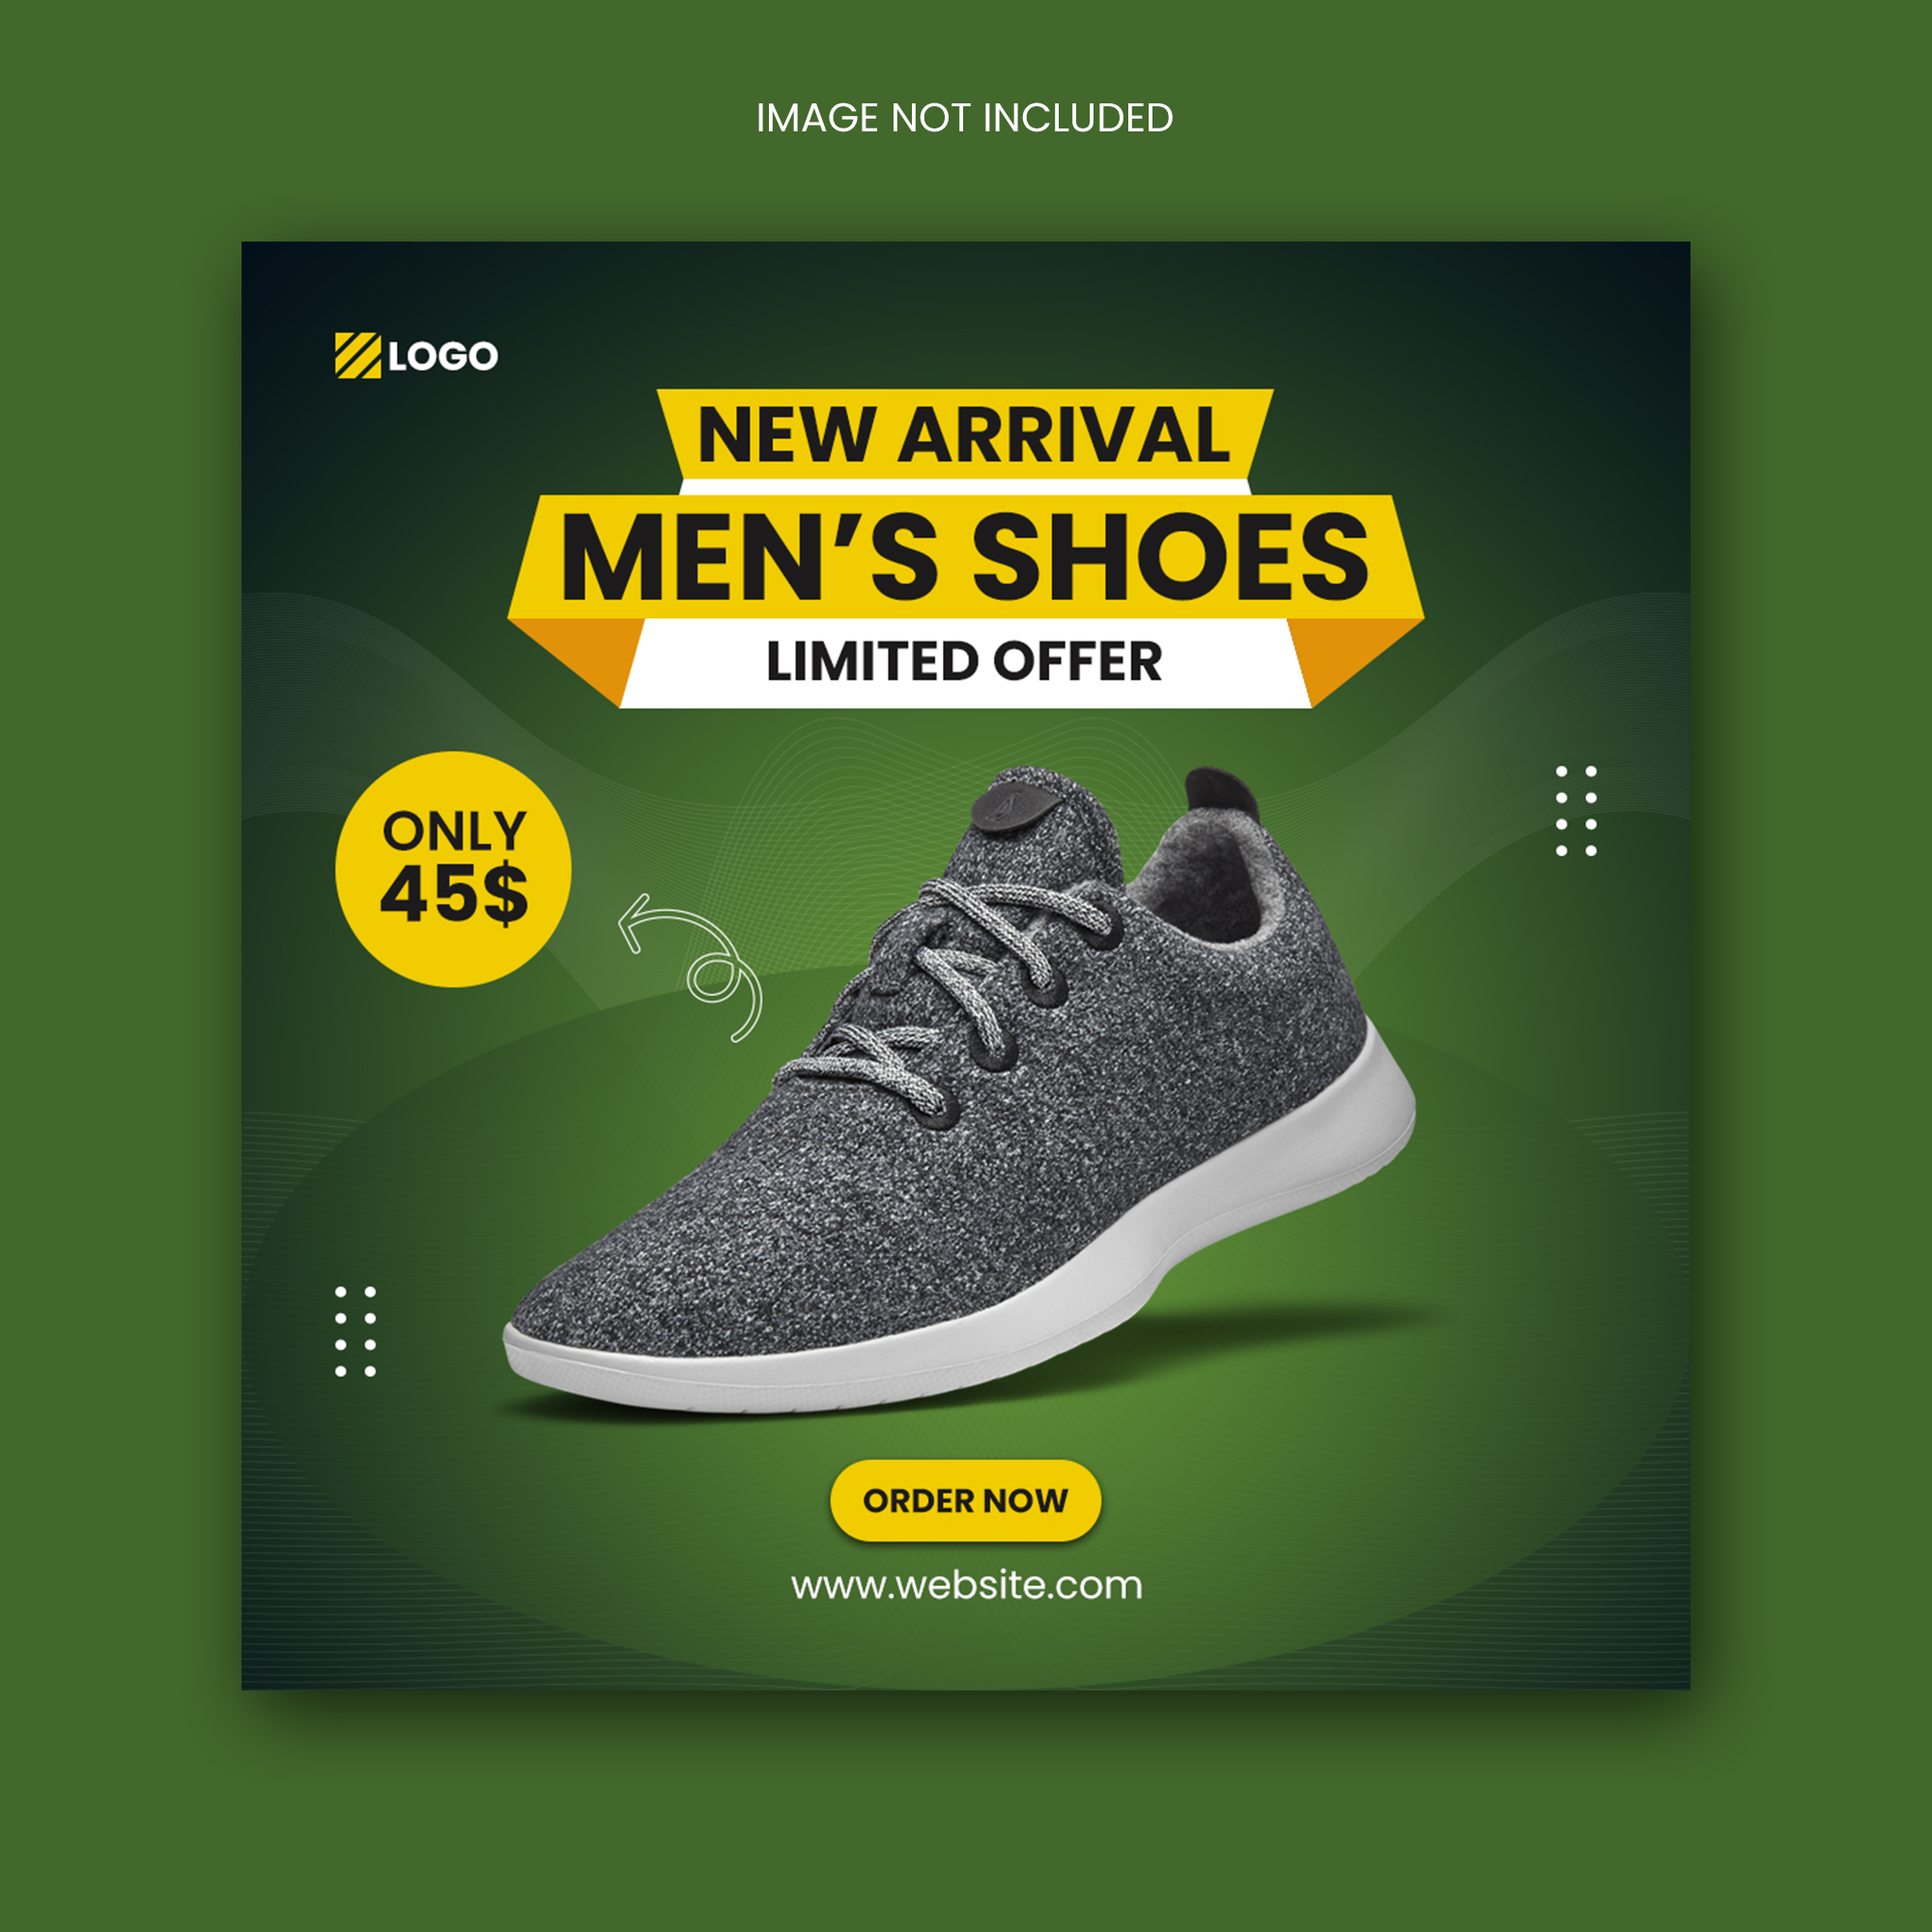 IMAGE NOT INCLUDED
LOGO
NEW ARRIVAL
MEN’S SHOES
LIMITED OFFER
ONLY
45$
ORDER NOW
www.website.com